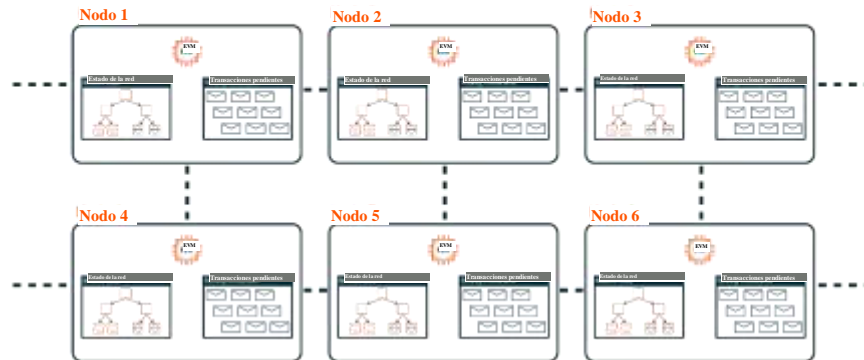 Nodo 1
Nodo 2
Nodo 3
EVM
EVM
EVM
Estado de la red
Transacciones pendientes
Estado de la red
Transacciones pendientes
Estado de la red
Transacciones pendientes
Nodo 4
Nodo 5
Nodo 6
EVM
EVM
EVM
Estado de la red
Transacciones pendientes
Estado de la red
Transacciones pendientes
Estado de la red
Transacciones pendientes